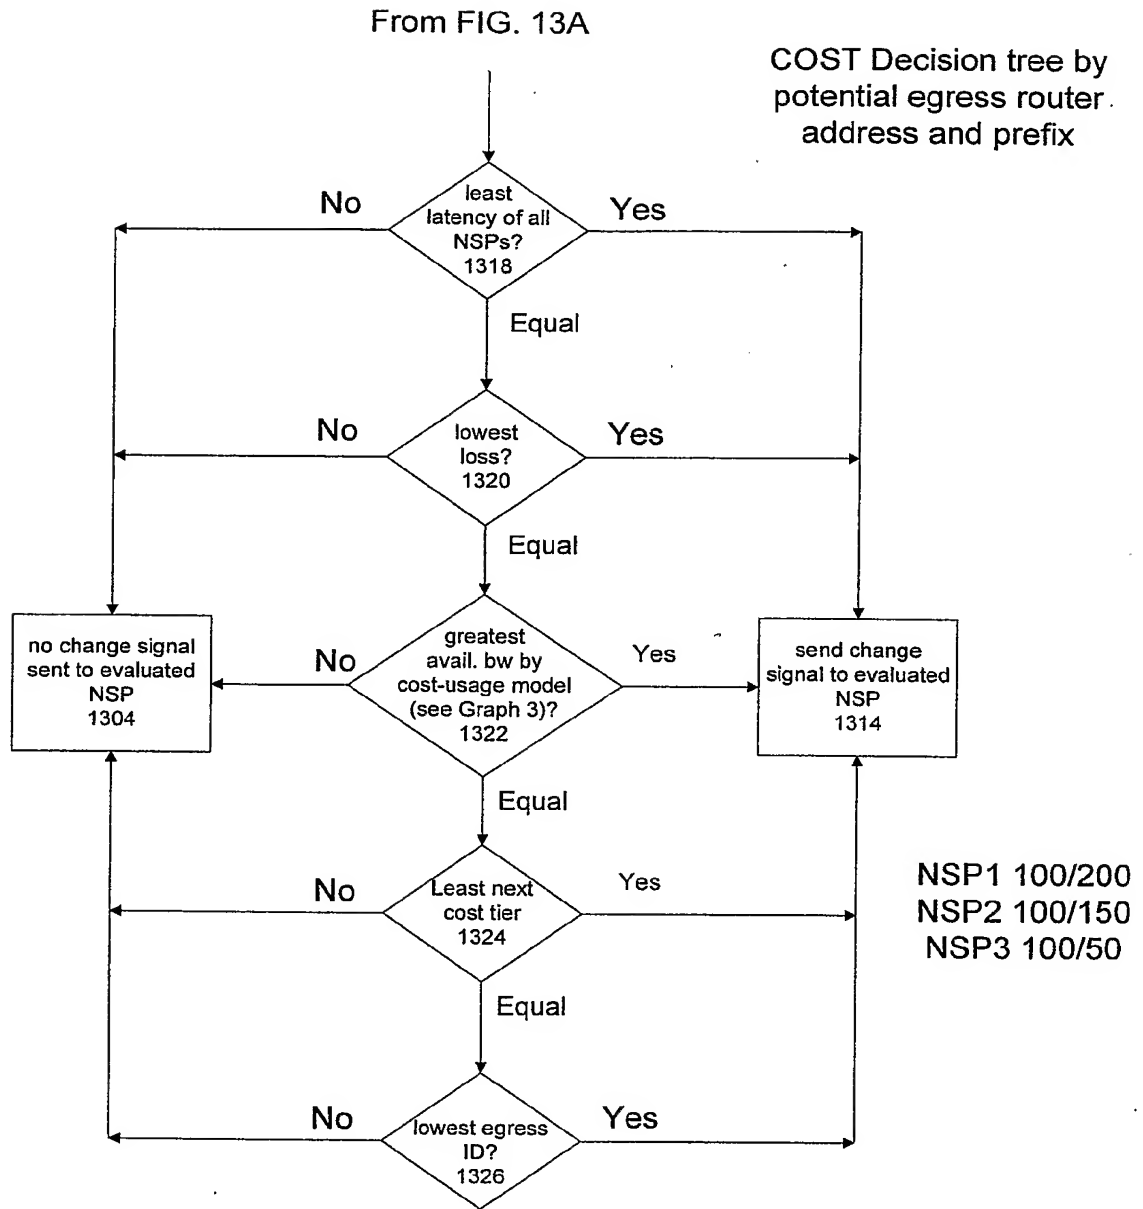 From FIG. 13A
COST Decision tree by
potential egress router
address and prefix
least
latency of all
NSPs?
1318
No
Yes
Equal
lowest
loss?
1320
No
Yes
Equal
greatest
avail. bw by
cost-usage model
(see Graph 3)?
1322
No
Yes
no change signal
sent to evaluated
NSP
1304
send change
signal to evaluated
NSP
1314
Equal
Least next
cost tier
1324
No
Yes
NSP1 100/200
NSP2 100/150
NSP3 100/50
Equal
lowest egress
ID?
1326
No
Yes